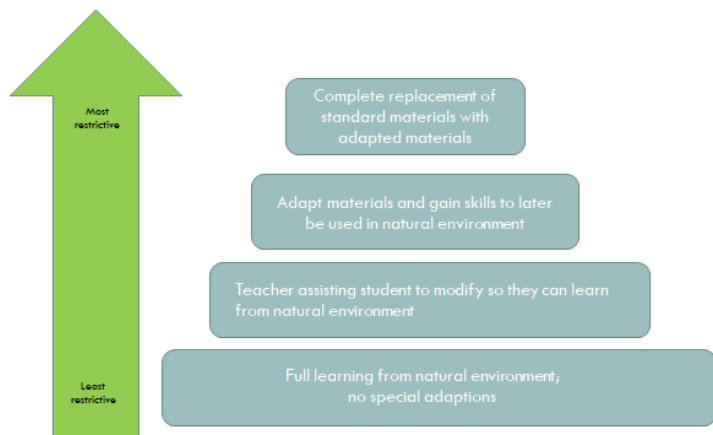 Most
restrictive
Complete replacement of
standard materials with
adapted materials
Adapt materials and gain skills to later
be used in natural environment
Teacher assisting student to modify so they can learn
from natural environment
Full learning from natural environment;
no special adaptions
Least
restrictive